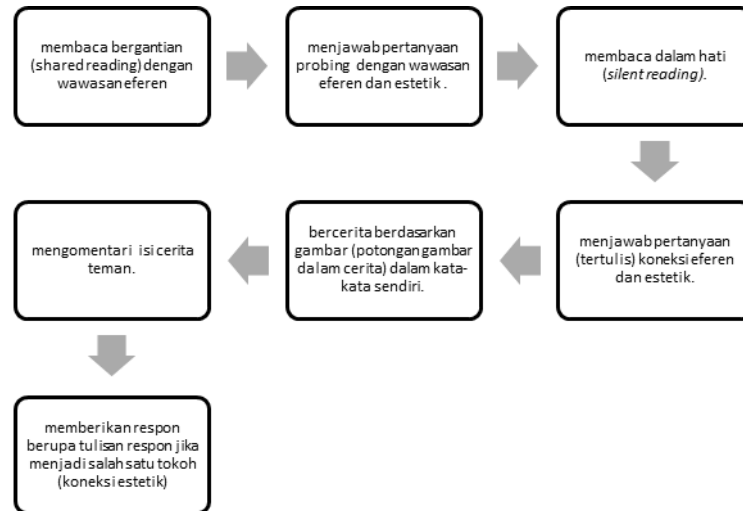 membaca bergantian
(shared reading) dengan
wawasan eferen
menjawab pertanyaan
probing dengan wawasan
eferen dan estetik .
membaca dalam hati
(silent reading).
menjawab pertanyaan
(tertulis) koneksi eferen
dan estetik.
bercerita berdasarkan
gambar (potongan gambar
dalam cerita) dalam kata-
kata sendiri.
mengomentari isi cerita
teman.
memberikan respon
berupa tulisan respon jika
menjadi salah satu tokoh
(koneksi estetik)